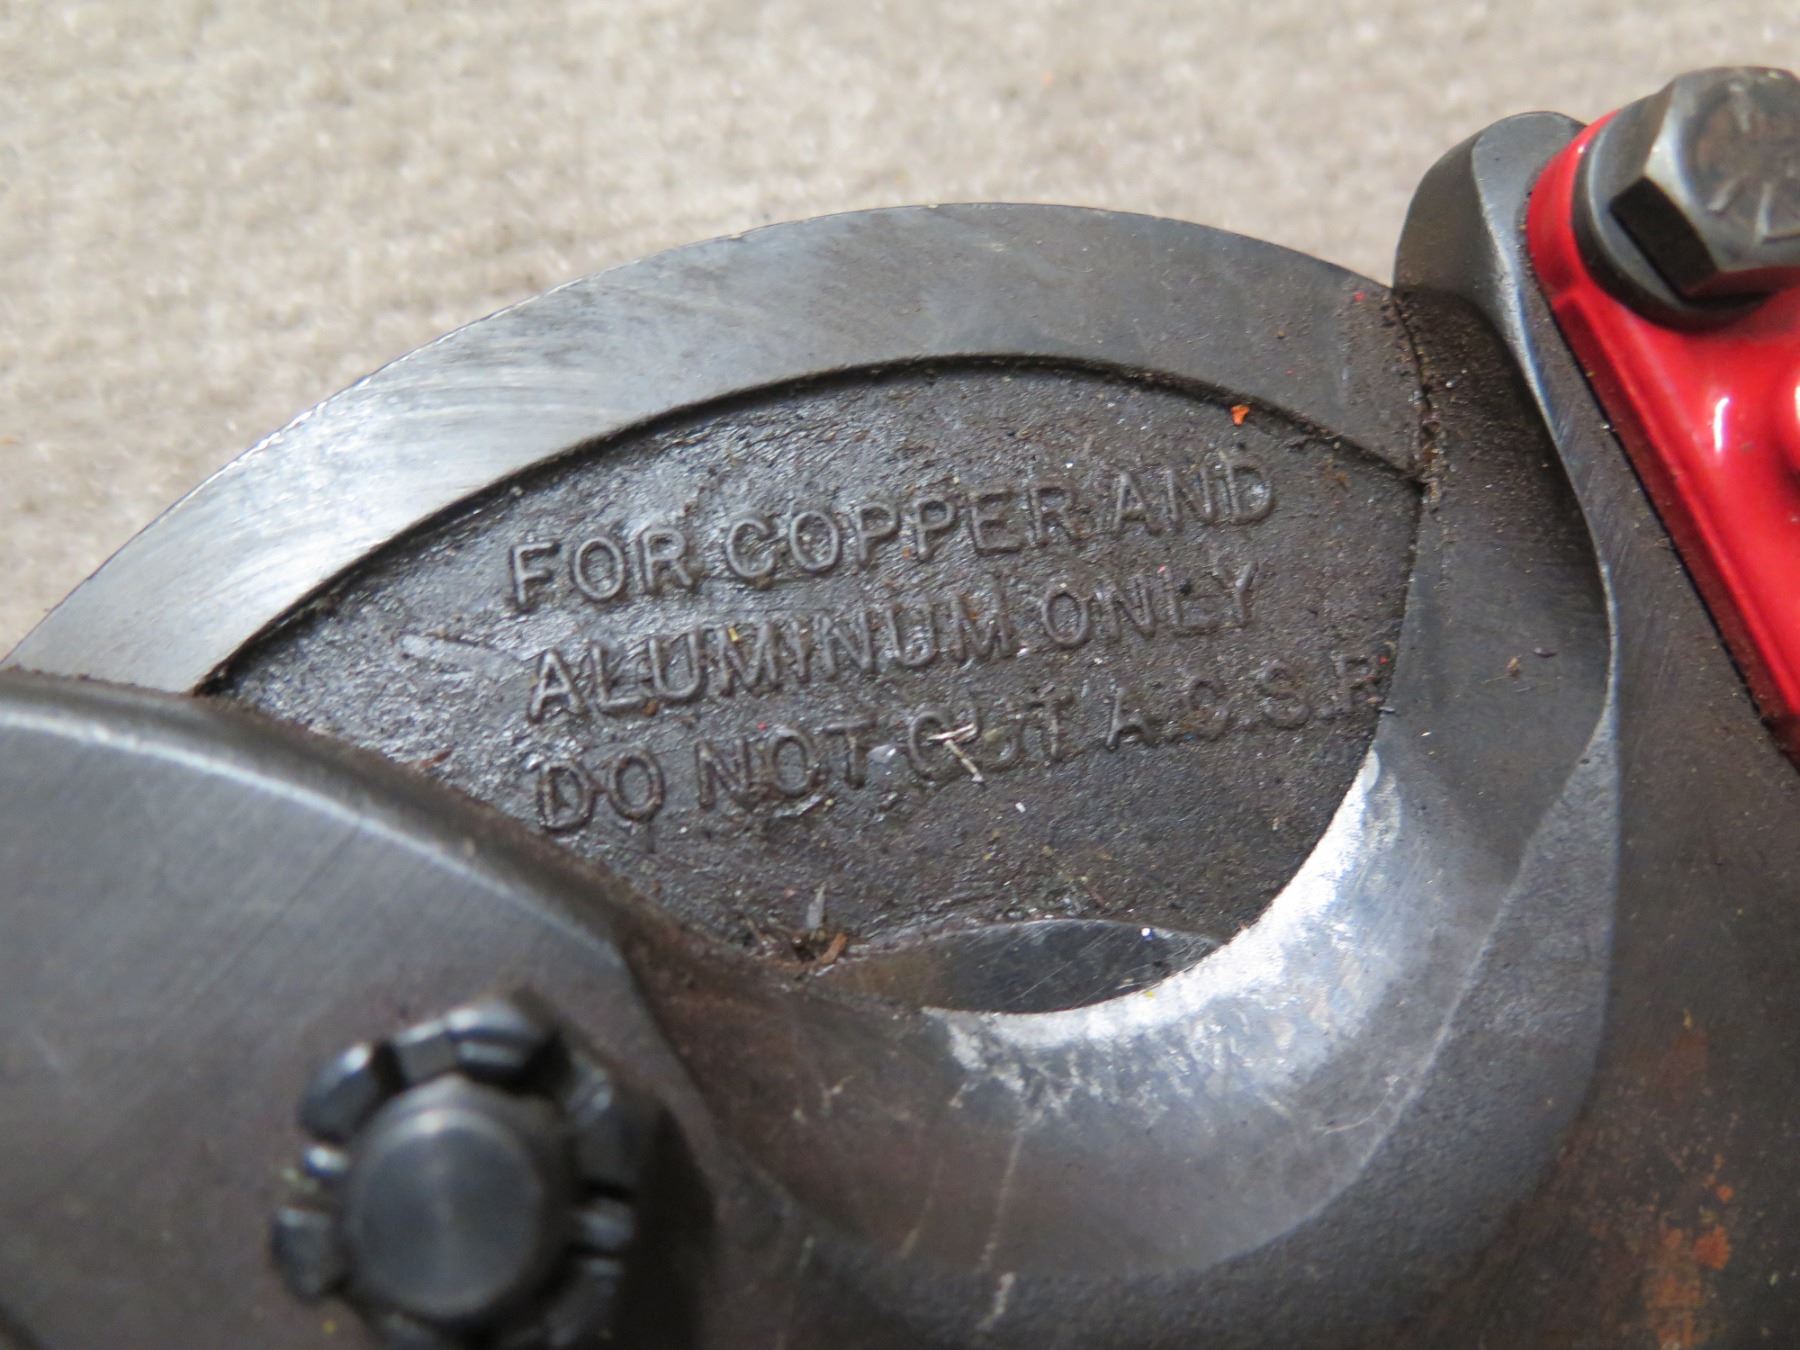 FOR COPPER AND
ALUMINUM ONLY
DO NOT CUT A.C.S.R